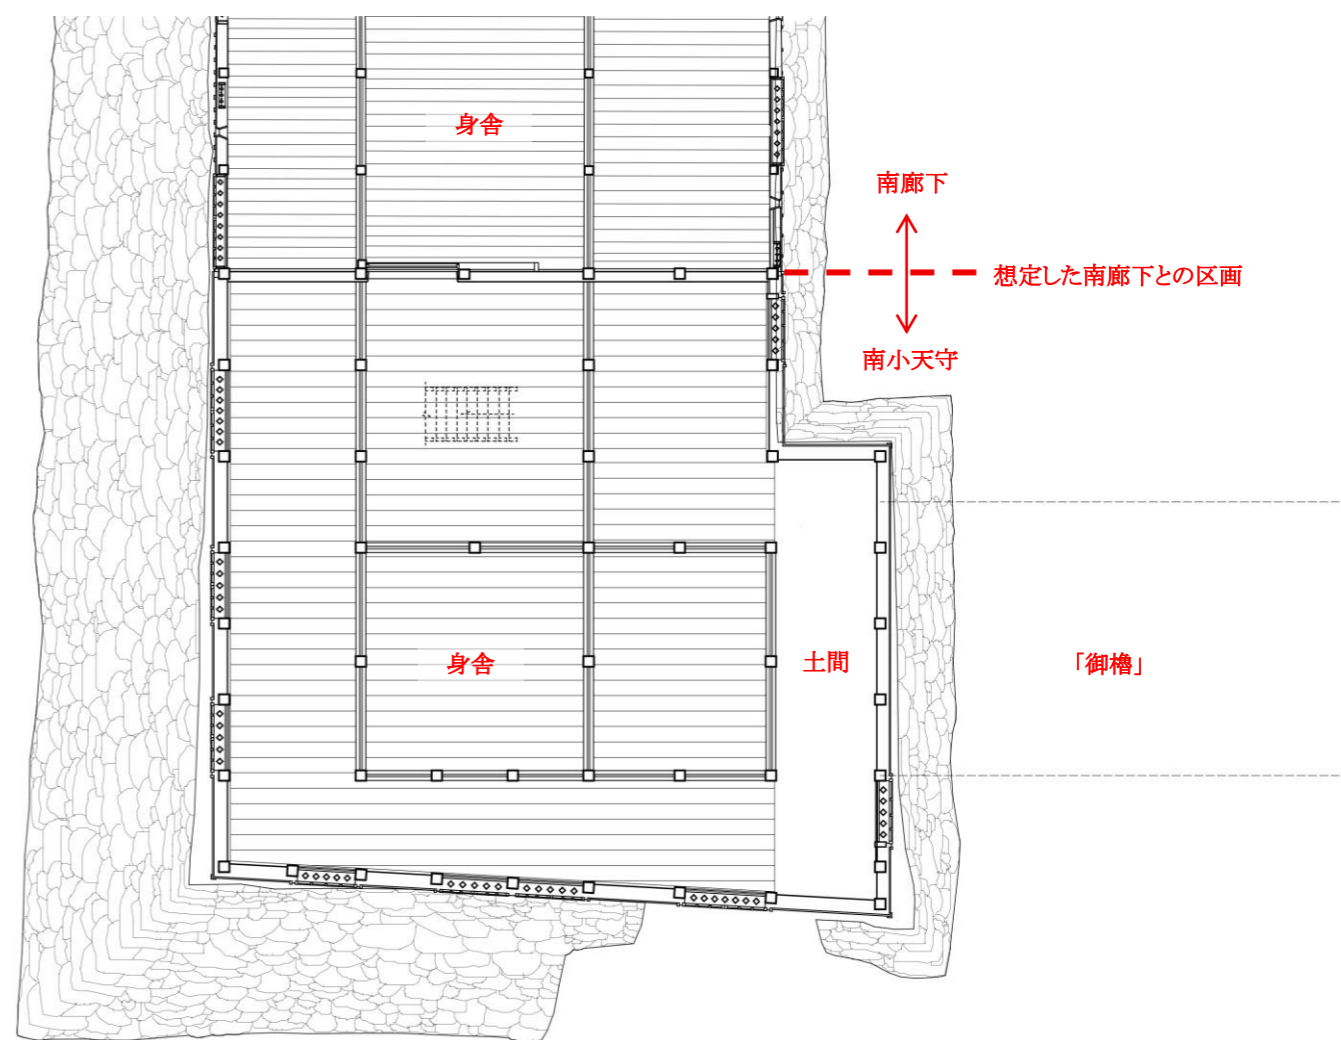 身舎
南廊下
想定した南廊下との区画
南小天守
身舎
土間
「御櫓」